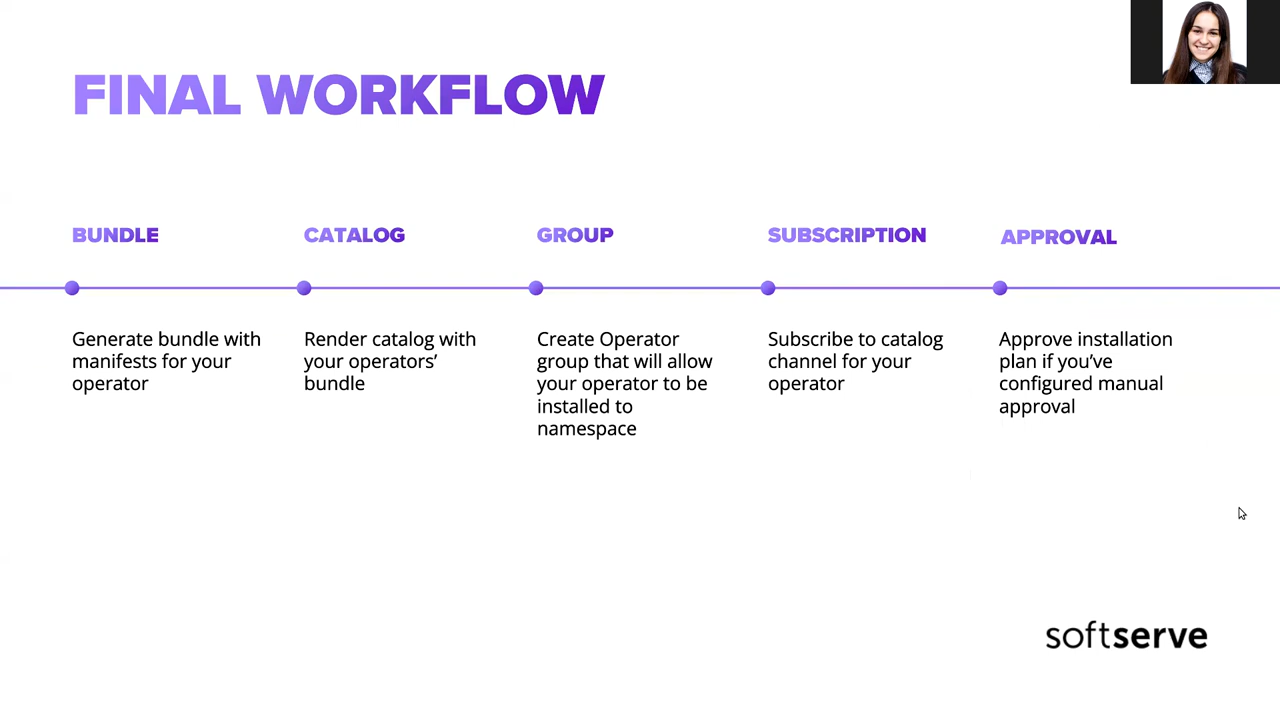 FINAL WORKFLOW
BUNDLE
Generate bundle with
manifests for your
operator
CATALOG
Render catalog with
your operators’
bundle
GROUP
Create Operator
group that will allow
your operator to be
installed to
namespace
SUBSCRIPTION
Subscribe to catalog
channel for your
operator
APPROVAL
Approve installation
plan if you’ve
configured manual
approval
softserve